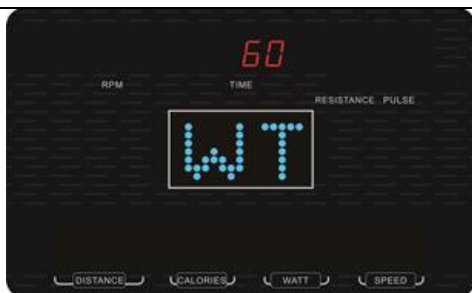 60
RPM TIME
RESISTANCE PULSE
WT
DISTANCE CALORIES WATT SPEED